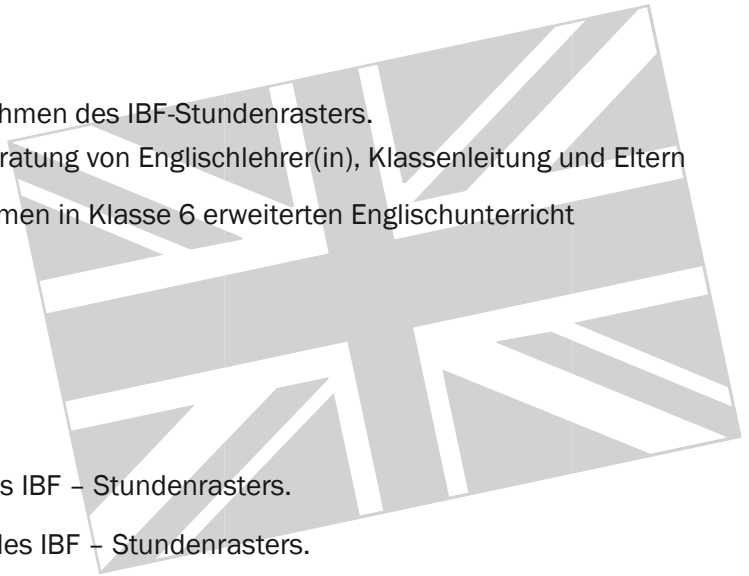 hmen des IBF-Stundenrasters.
ratung von Englischlehrer(in), Klassenleitung und Eltern
men in Klasse 6 erweiterten Englischunterricht
s IBF – Stundenrasters.
des IBF – Stundenrasters.